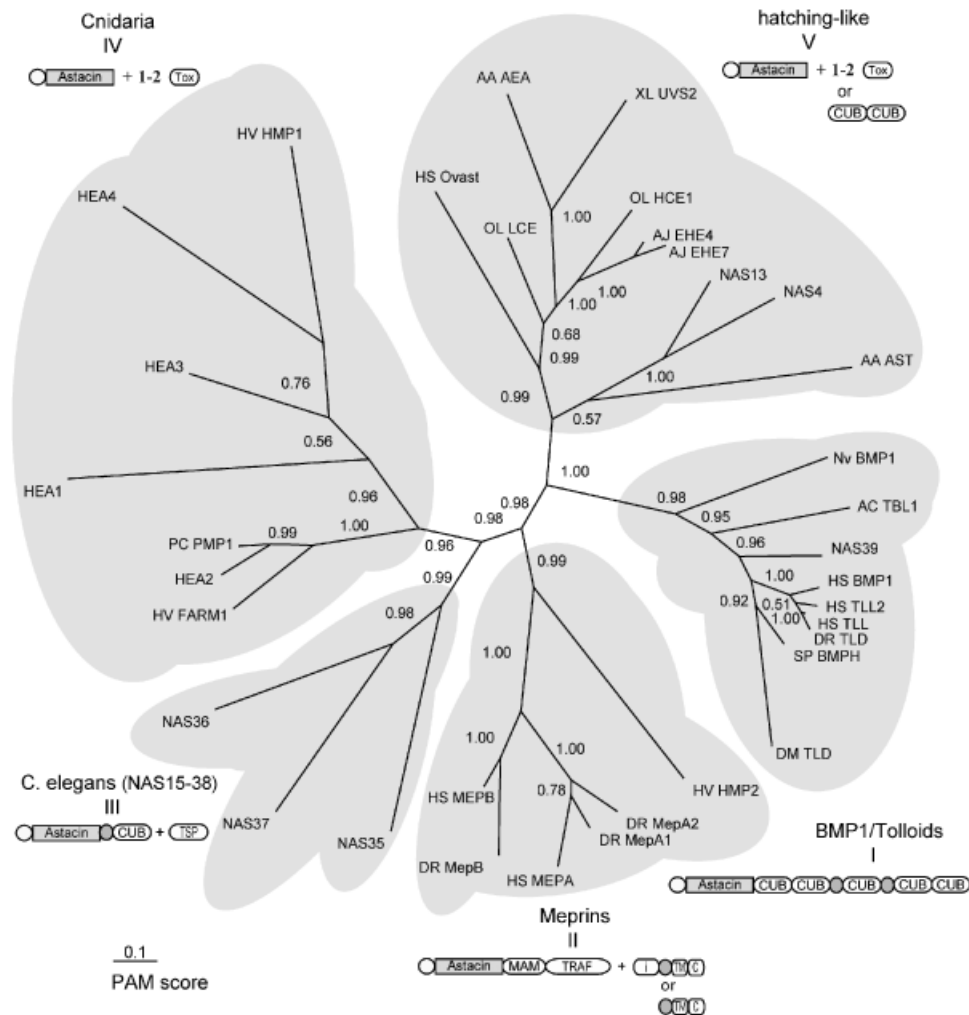 Cnidaria
IV
Astacin + 1-2 Tox
hatching-like
V
Astacin + 1-2 Tox
or
CUB CUB
AA AEA
XL UVS2
HV HMP1
HS Ovast
HEA4
OL HCE1
OL LCE
AJ EHE4
AJ EHE7
1.00
NAS13
NAS4
1.00
1.00
0.68
HEA3
0.99
AA AST
1.00
0.76
0.99
0.57
0.56
Nv BMP1
1.00
HEA1
0.98
0.96
AC TBL1
0.98
0.95
0.98
1.00
0.99
PC PMP1
0.96
0.96
NAS39
0.99
HEA2
0.99
1.00
HS BMP1
HV FARM1
0.98
0.92
0.51
HS TLL2
1.00
HS TLL
DR TLD
SP BMPH
1.00
NAS36
DM TLD
1.00
1.00
C. elegans (NAS15-38)
III
Astacin CUB + TSP
HS MEPB
0.78
HV HMP2
NAS37
NAS35
DR MepA2
DR MepA1
DR MepB
HS MEPA
BMP1/Tolloids
I
Astacin CUB CUB CUB CUB CUB
Meprins
II
Astacin MAM TRAF + I TM C
or
TM C
0.1
PAM score